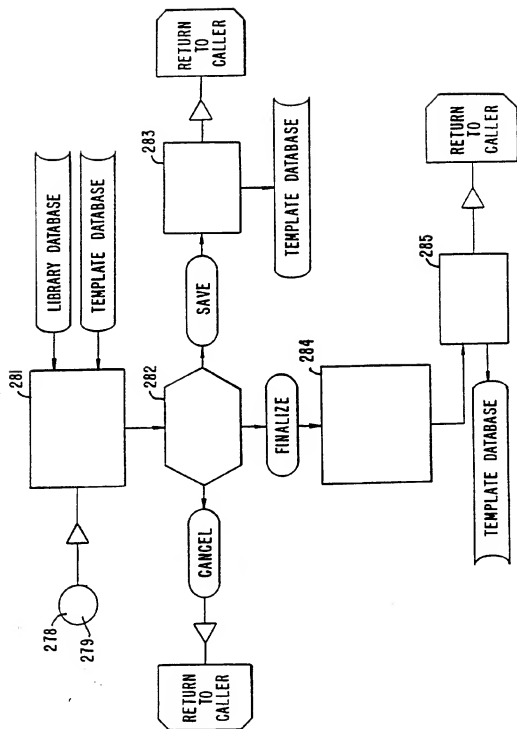 278
279
281
LIBRARY DATABASE
TEMPLATE DATABASE
282
CANCEL
RETURN
TO
CALLER
SAVE
283
RETURN
TO
CALLER
TEMPLATE DATABASE
FINALIZE
284
285
RETURN
TO
CALLER
TEMPLATE DATABASE